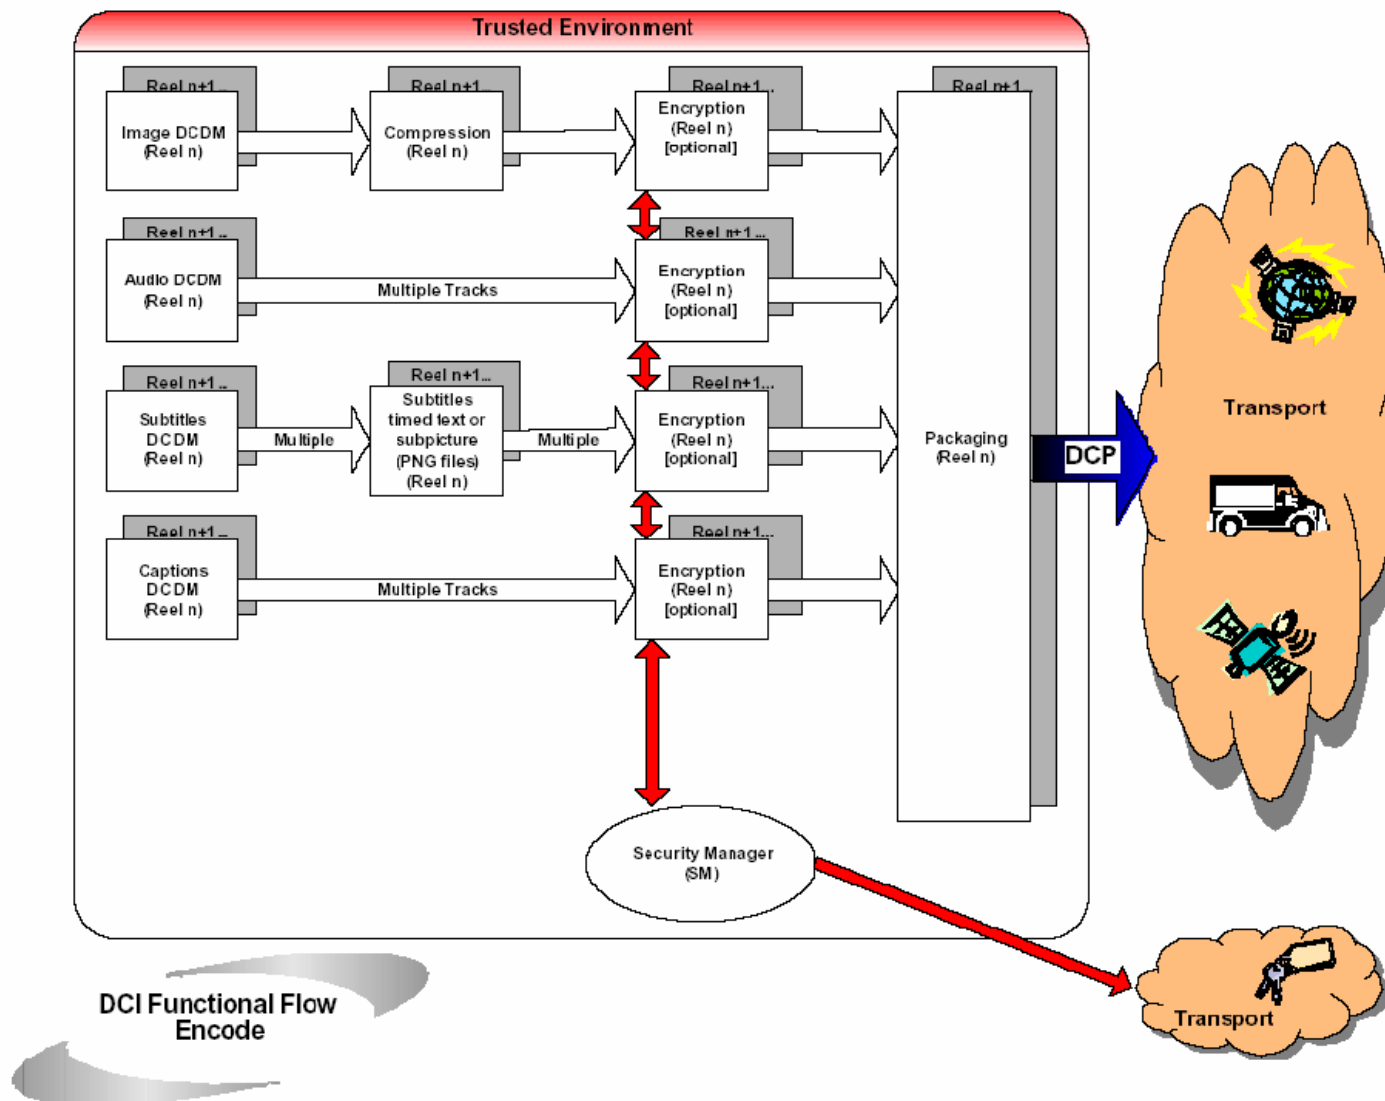 Trusted Environment
Reel n+1...
Reel n+1...
Reel n+1...
Reel n+1...
Image DCDM
(Reel n)
Compression
(Reel n)
Encryption
(Reel n)
[optional]
Reel n+1...
Reel n+1...
Audio DCDM
(Reel n)
Multiple Tracks
Encryption
(Reel n)
[optional]
Reel n+1...
Reel n+1...
Reel n+1...
Subtitles
DCDM
(Reel n)
Multiple
Subtitles
timed text or
subpicture
(PNG files)
(Reel n)
Multiple
Encryption
(Reel n)
[optional]
Packaging
(Reel n)
DCP
Transport
Reel n+1...
Reel n+1...
Captions
DCDM
(Reel n)
Multiple Tracks
Encryption
(Reel n)
[optional]
Security Manager
(SM)
Transport
DCI Functional Flow
Encode